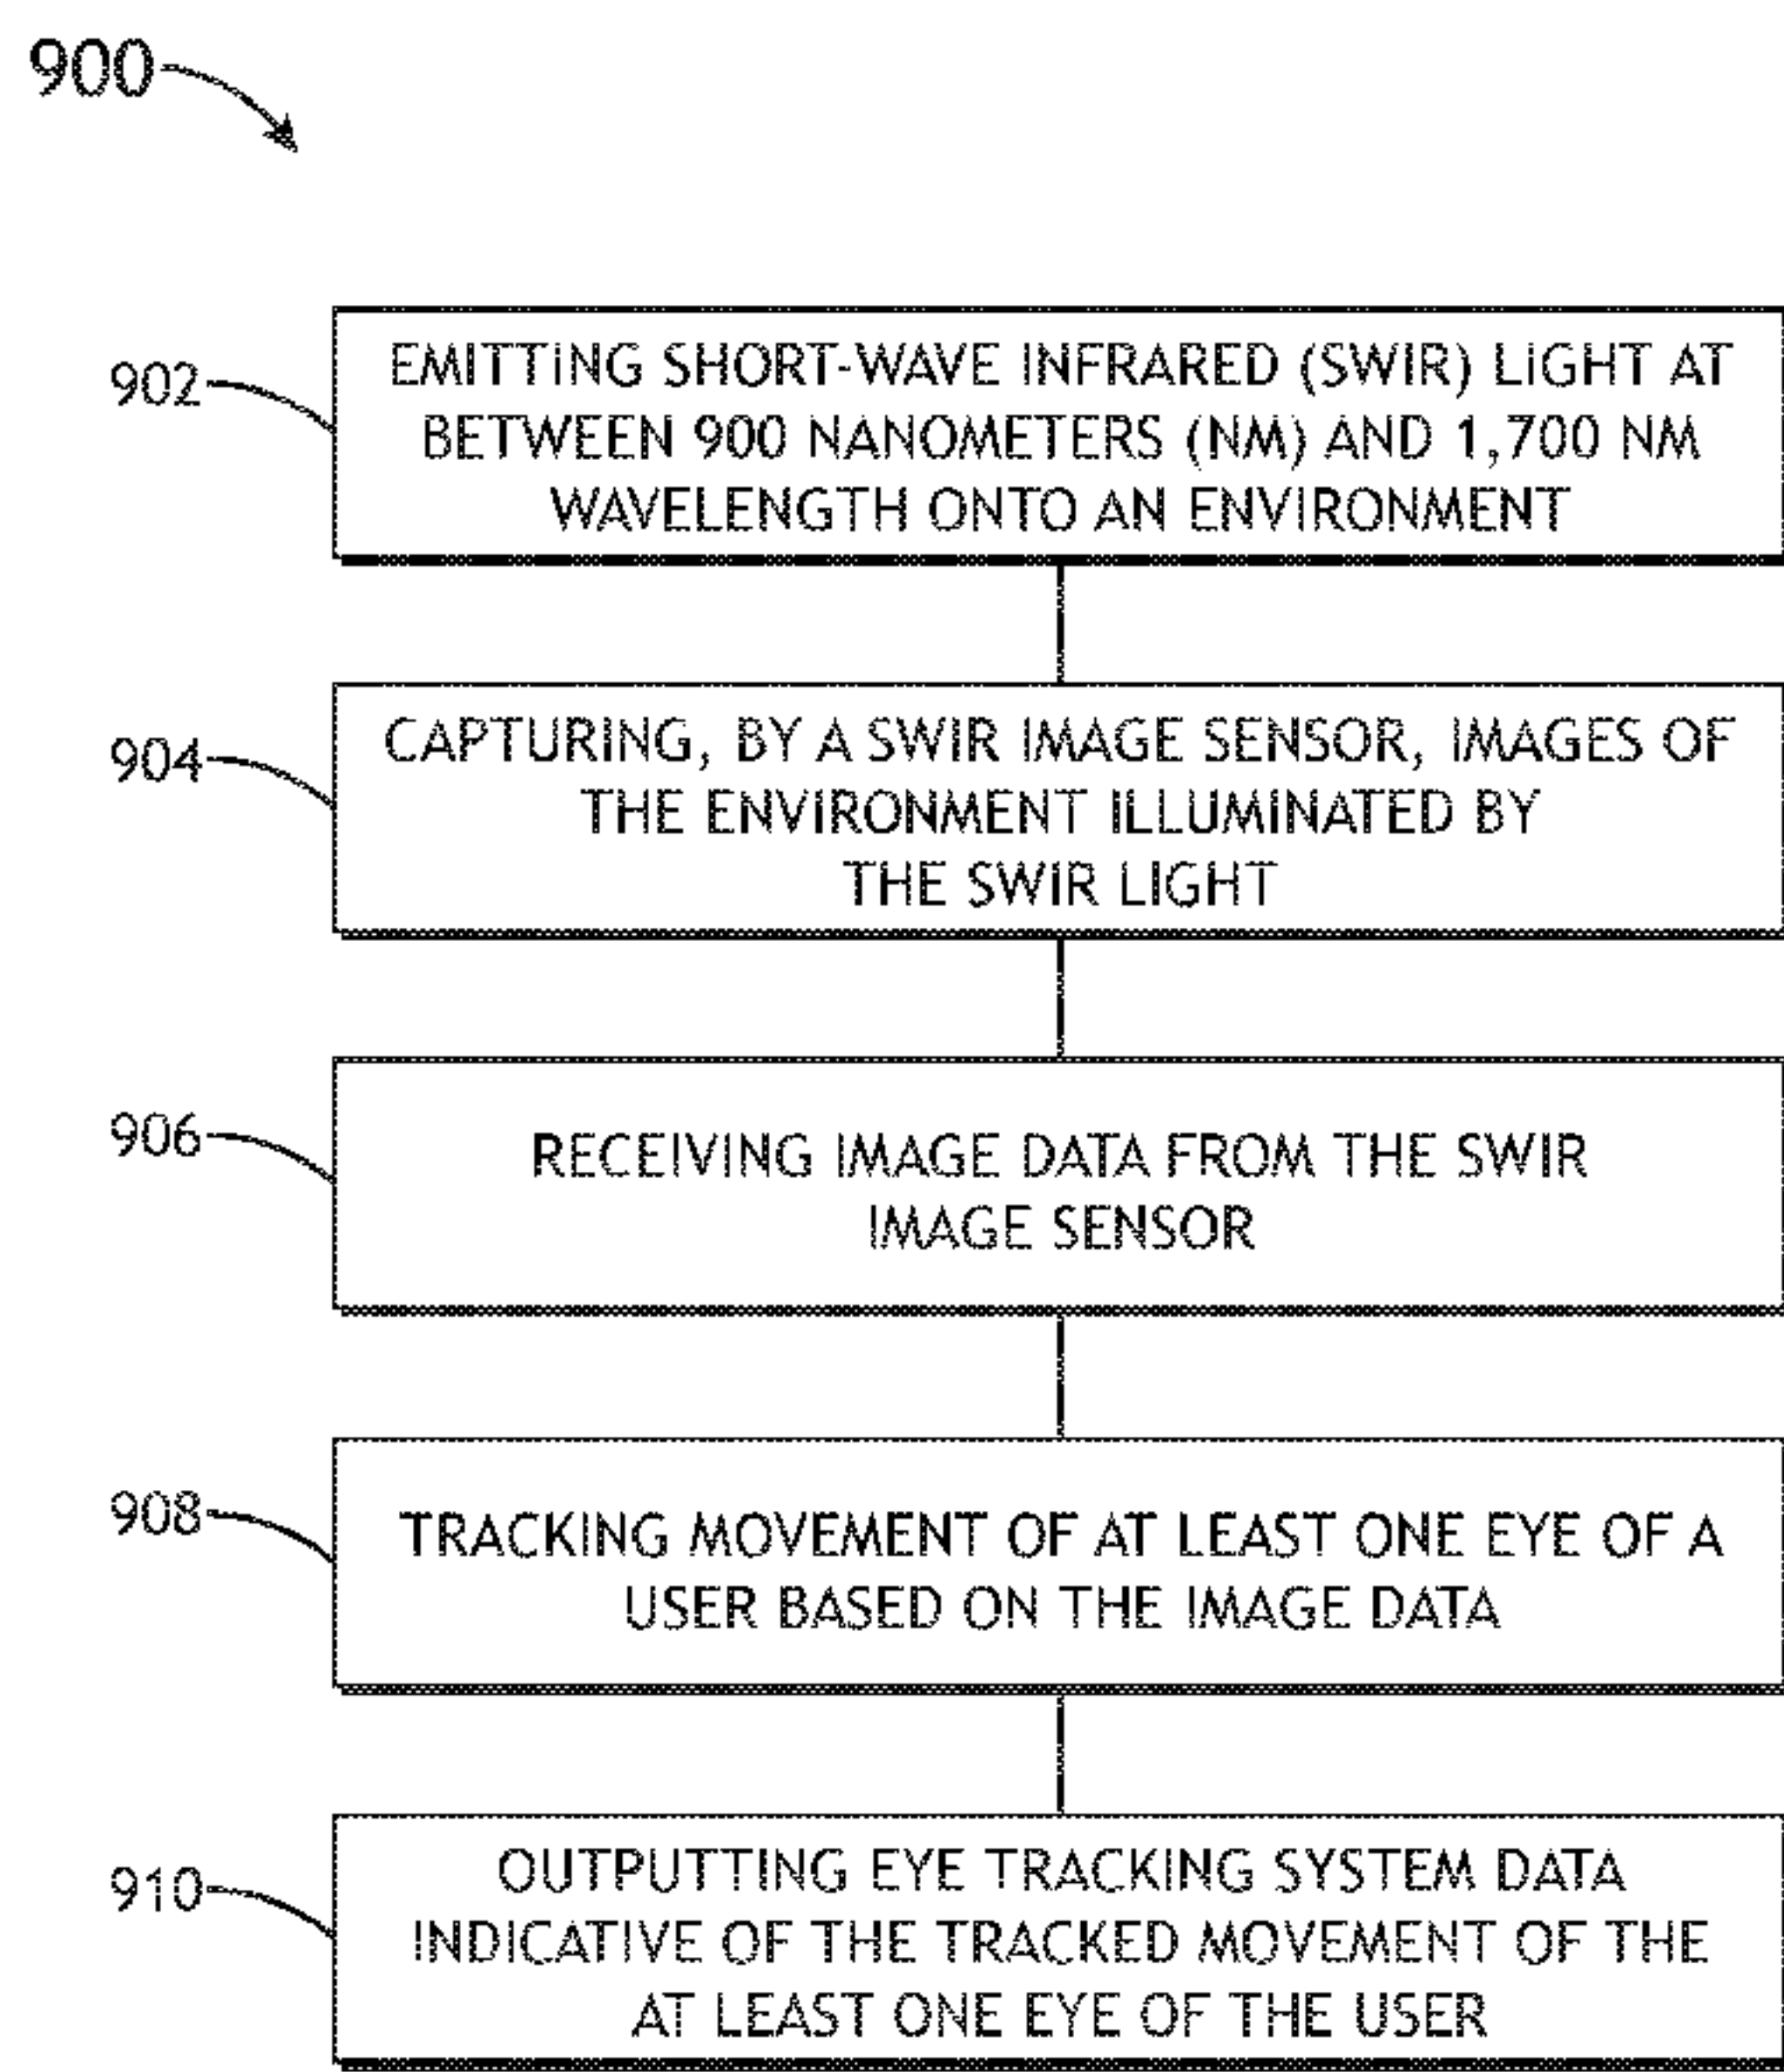 900
902
EMITTING SHORT-WAVE INFRARED (SWIR) LIGHT AT
BETWEEN 900 NANOMETERS (NM) AND 1,700 NM
WAVELENGTH ONTO AN ENVIRONMENT
904
CAPTURING, BY A SWIR IMAGE SENSOR, IMAGES OF
THE ENVIRONMENT ILLUMINATED BY
THE SWIR LIGHT
906
RECEIVING IMAGE DATA FROM THE SWIR
IMAGE SENSOR
908
TRACKING MOVEMENT OF AT LEAST ONE EYE OF A
USER BASED ON THE IMAGE DATA
910
OUTPUTTING EYE TRACKING SYSTEM DATA
INDICATIVE OF THE TRACKED MOVEMENT OF THE
AT LEAST ONE EYE OF THE USER